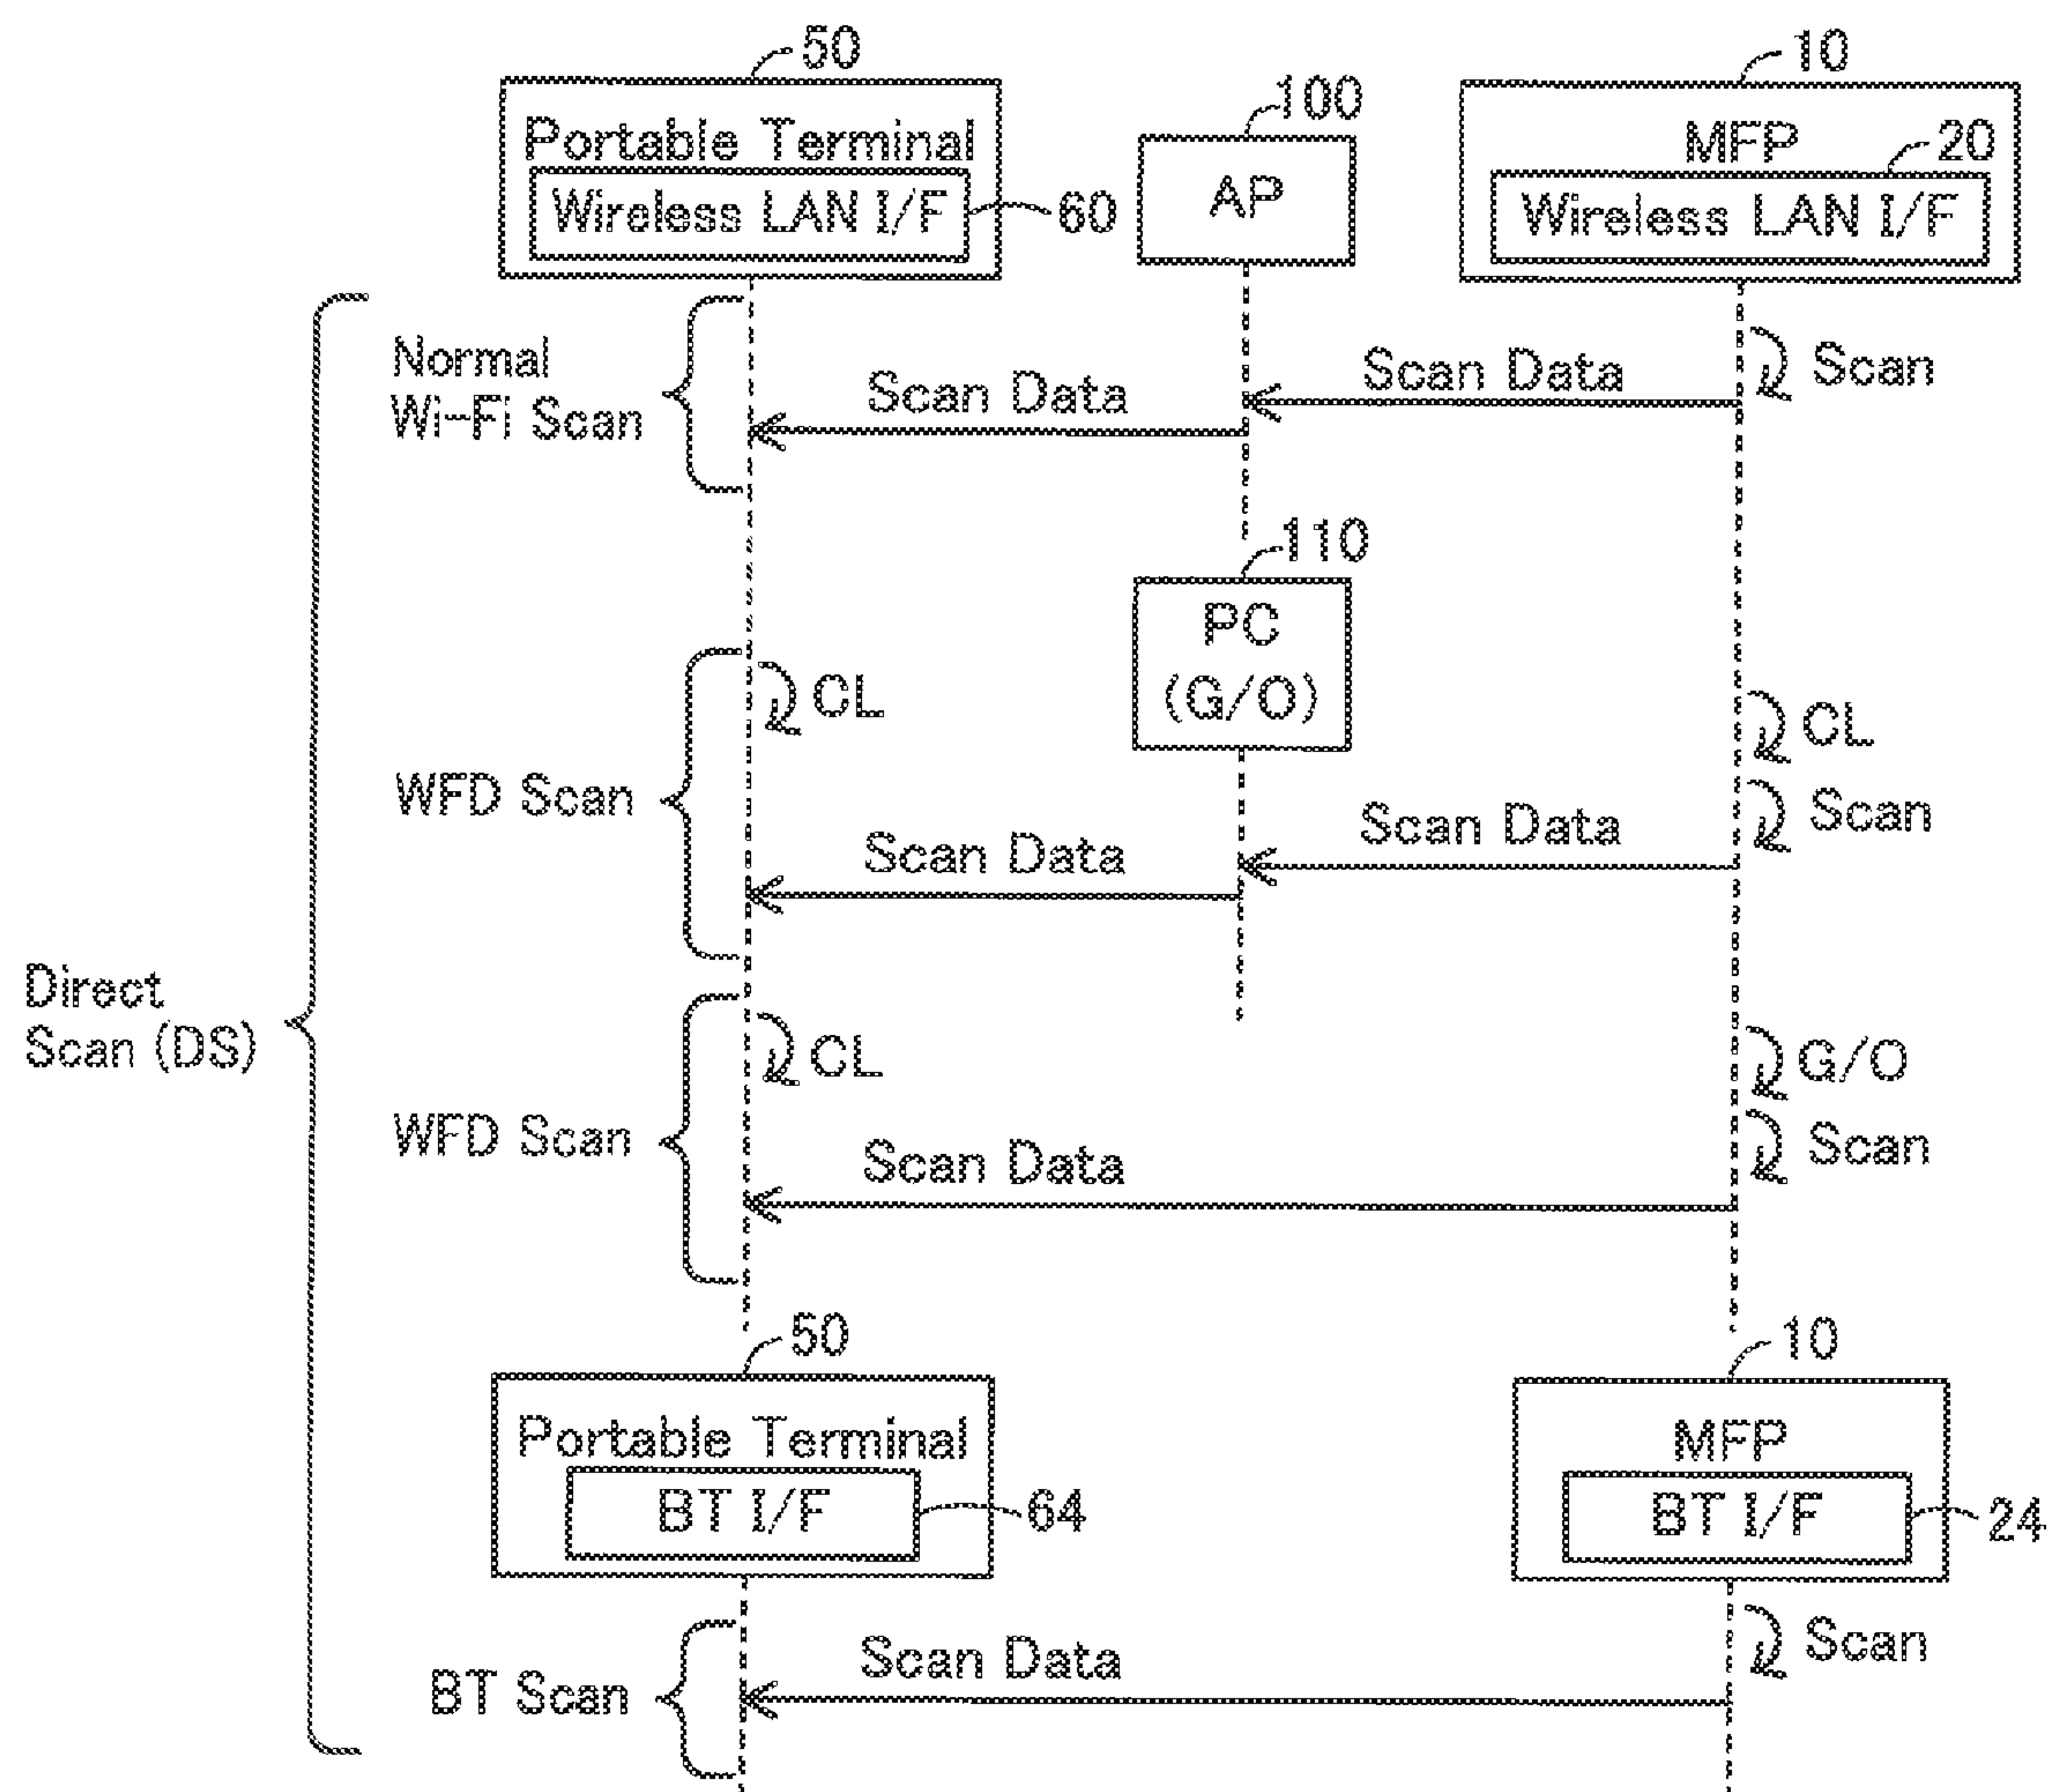 50
100
10
Portable Terminal
Wireless LAN I/F
60
AP
MFP
20
Wireless LAN I/F
Normal
Wi-Fi Scan
Scan Data
Scan Data
Scan
110
PC
(G/O)
CL
CL
WFD Scan
Scan
Scan Data
Scan Data
Direct
Scan (DS)
CL
G/O
WFD Scan
Scan
Scan Data
50
10
Portable Terminal
BT I/F
64
MFP
BT I/F
24
Scan
BT Scan
Scan Data